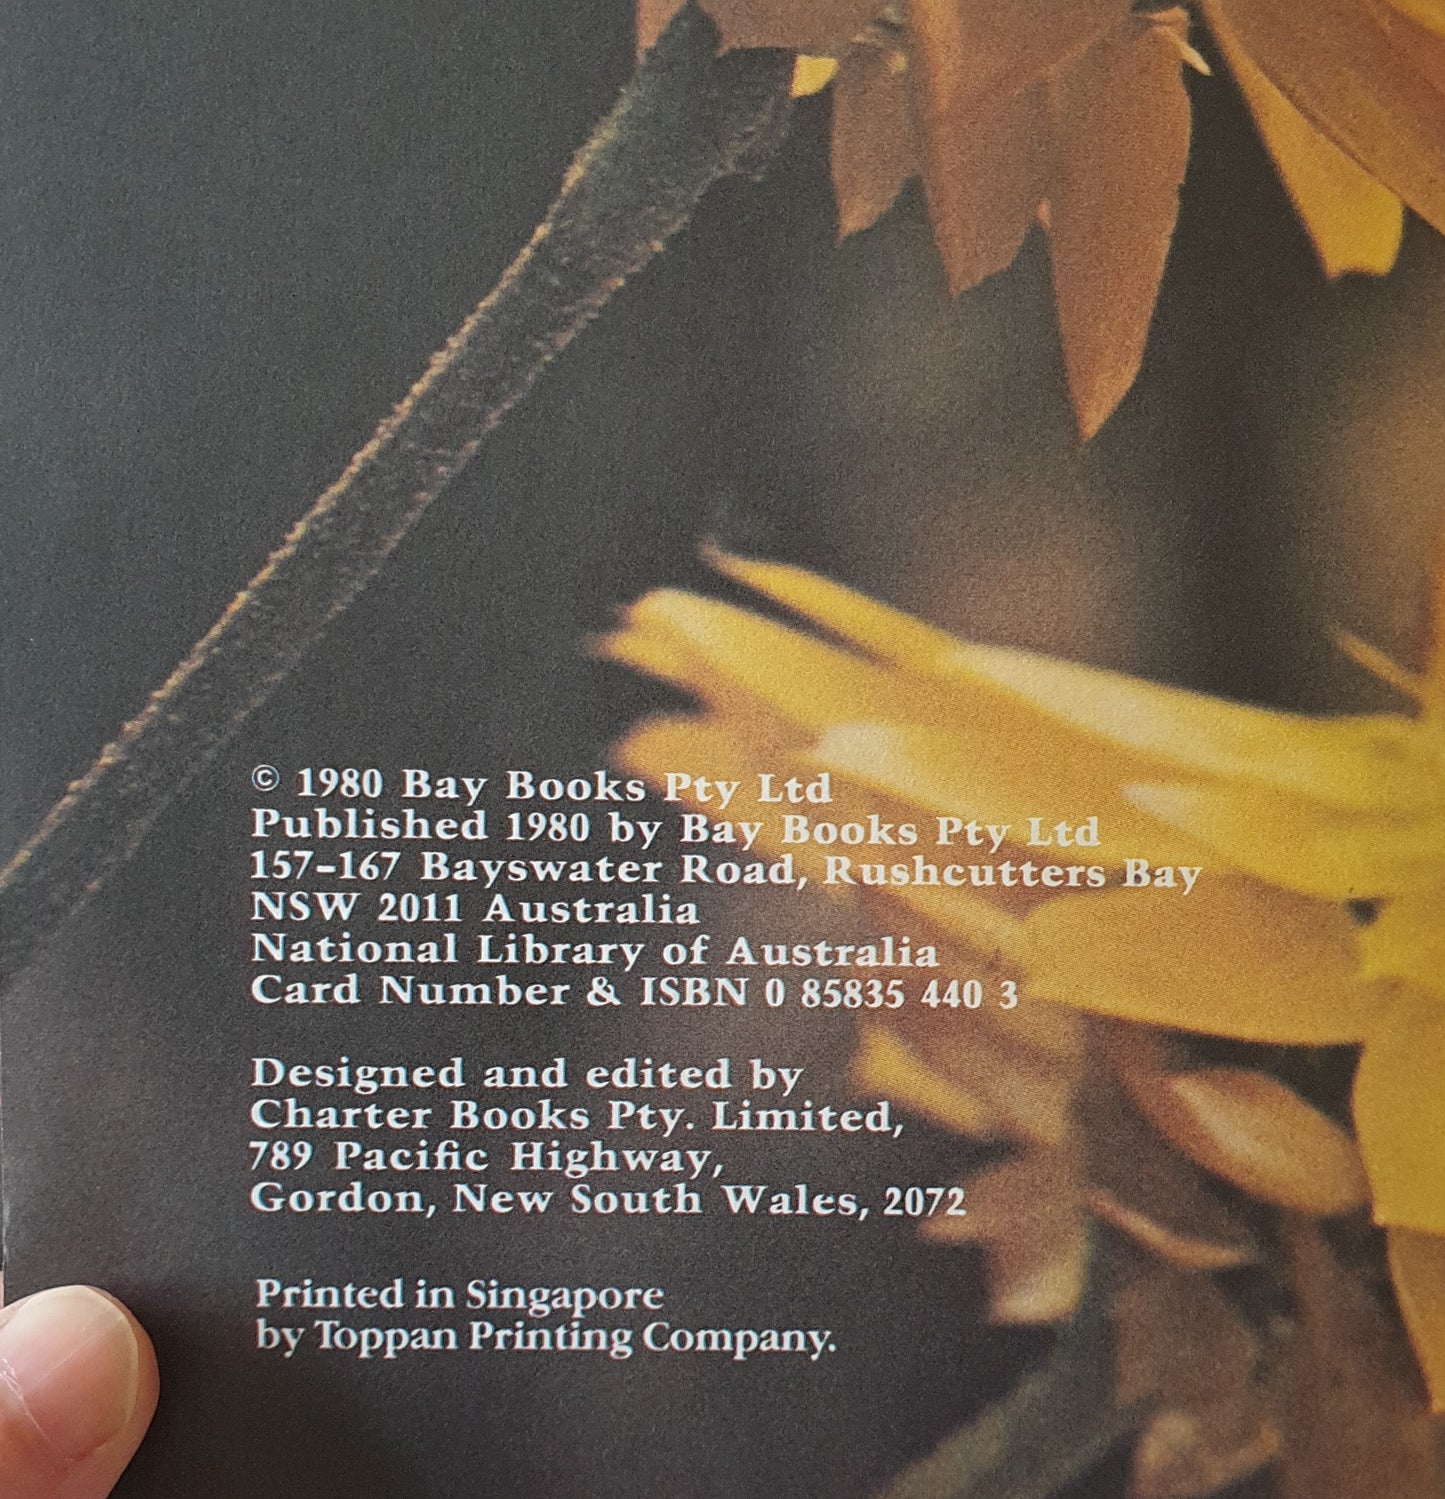 © 1980 Bay Books Pty Ltd
Published 1980 by Bay Books Pty Ltd
157-167 Bayswater Road, Rushcutters Bay
NSW 2011 Australia
National Library of Australia
Card Number & ISBN 0 85835 440 3
Designed and edited by
Charter Books Pty. Limited,
789 Pacific Highway,
Gordon, New South Wales, 2072
Printed in Singapore
by Toppan Printing Company.